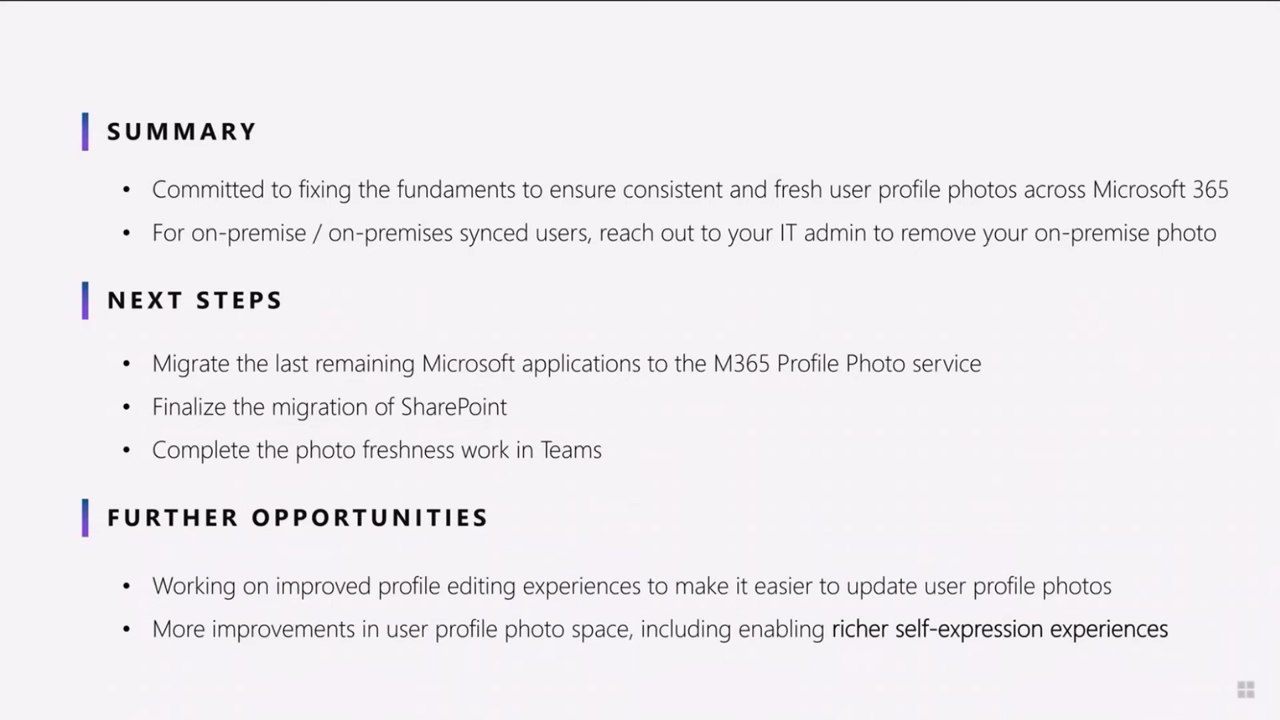 SUMMARY
• Committed to fixing the fundaments to ensure consistent and fresh user profile photos across Microsoft 365
• For on-premise / on-premises synced users, reach out to your IT admin to remove your on-premise photo
NEXT STEPS
• Migrate the last remaining Microsoft applications to the M365 Profile Photo service
• Finalize the migration of SharePoint
• Complete the photo freshness work in Teams
FURTHER OPPORTUNITIES
• Working on improved profile editing experiences to make it easier to update user profile photos
• More improvements in user profile photo space, including enabling richer self-expression experiences